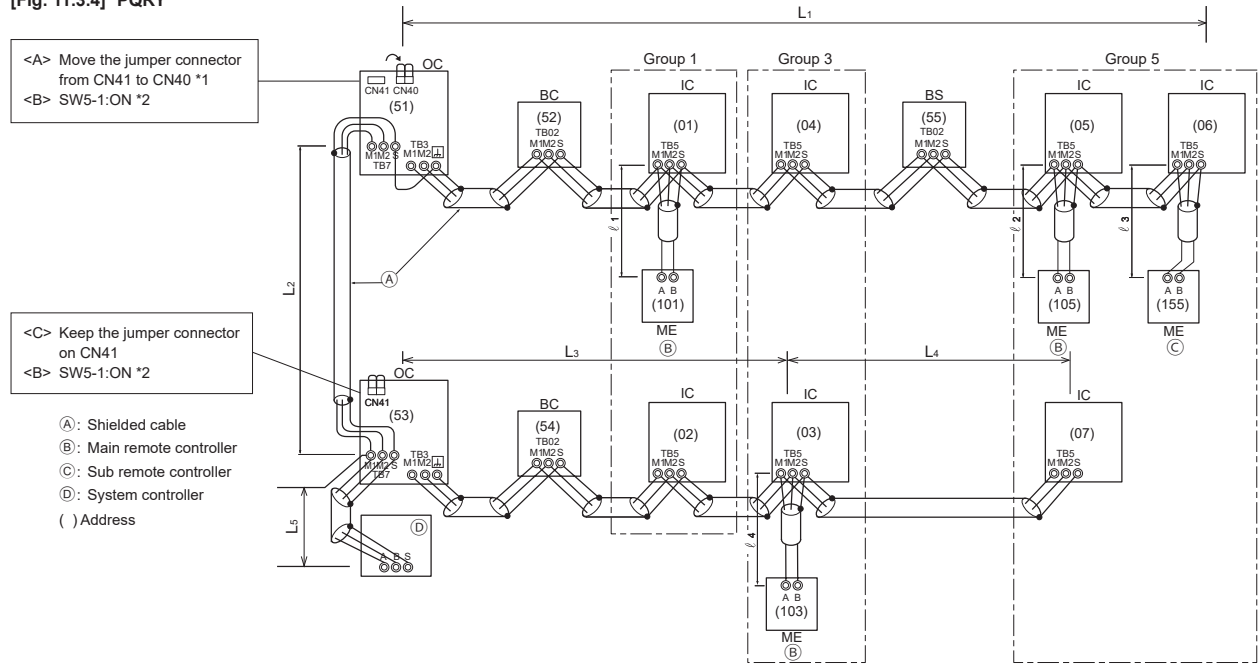 [Fig. 11.3.4] PQRY
L1
<A> Move the jumper connector
from CN41 to CN40 *1
<B> SW5-1:ON *2
OC
CN41 CN40
(51)
M1M2 S
TB7
TB3
M1M2
BC
(52)
TB02
M1M2S
Group 1
IC
(01)
TB5
M1M2S
Group 3
IC
(04)
TB5
M1M2S
BS
(55)
TB02
M1M2S
Group 5
IC
(05)
TB5
M1M2S
IC
(06)
TB5
M1M2S
ℓ 1
ℓ 2
ℓ 3
A B
(101)
ME
B
A B
(105)
ME
B
A B
(155)
ME
C
L2
A
<C> Keep the jumper connector
on CN41
<B> SW5-1:ON *2
L3
L4
OC
CN41
(53)
M1M2 S
TB7
TB3
M1M2
BC
(54)
TB02
M1M2S
IC
(02)
TB5
M1M2S
IC
(03)
TB5
M1M2S
IC
(07)
TB5
M1M2S
A: Shielded cable
B: Main remote controller
C: Sub remote controller
D: System controller
( ) Address
L5
D
A B S
ℓ 4
A B
(103)
ME
B